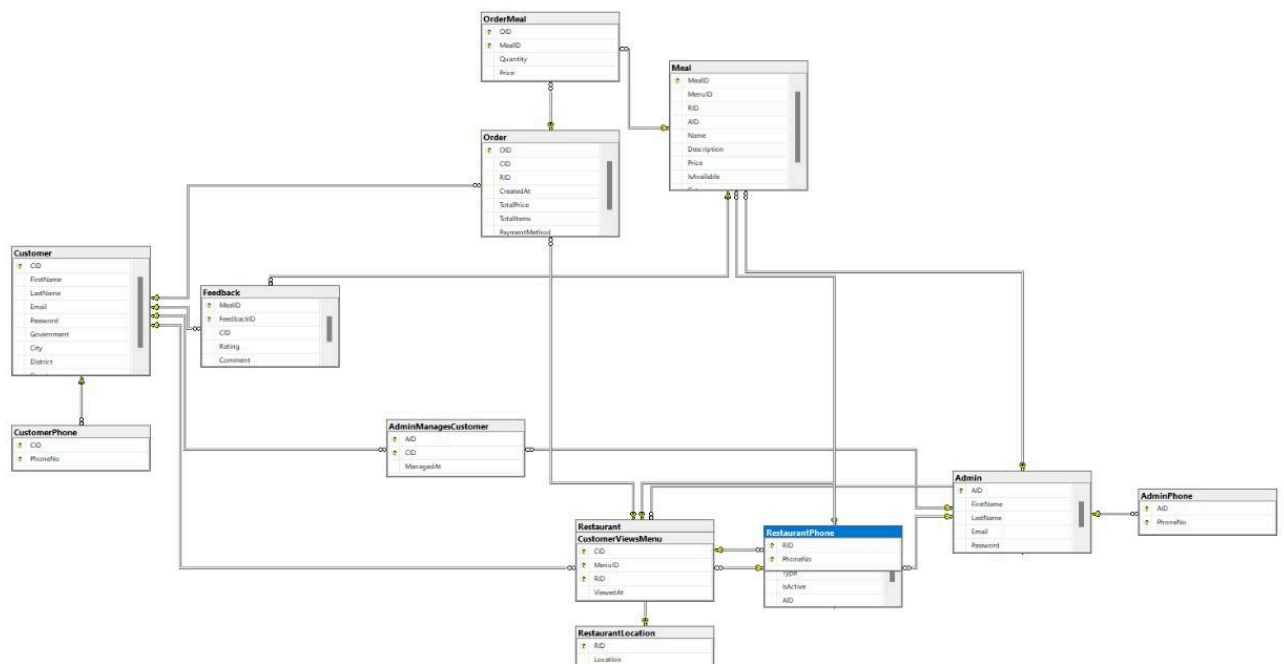 OrderMeal
OID
MealID
Quantity
Price
Meal
MealID
MenuID
RID
AID
Name
Description
Price
IsAvailable
Order
OID
CID
RID
CreatedAt
TotalPrice
TotalItems
PaymentMethod
Customer
CID
FirstName
LastName
Email
Password
Government
City
District
Feedback
MealID
FeedbackID
CID
Rating
Comment
CustomerPhone
CID
PhoneNo
AdminManagesCustomer
AID
CID
ManagedAt
Admin
AID
FirstName
LastName
Email
Password
AdminPhone
AID
PhoneNo
Restaurant
CustomerViewsMenu
CID
MenuID
RID
ViewedAt
RestaurantPhone
RID
PhoneNo
Type
IsActive
AID
RestaurantLocation
RID
Location